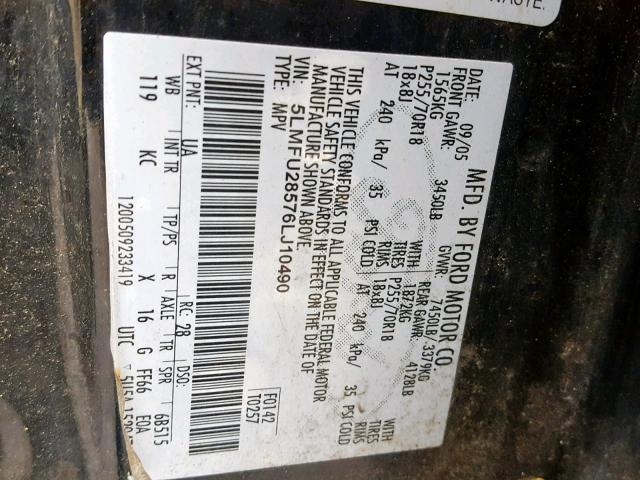 MFD. BY FORD MOTOR CO.
DATE: 09/05 GVWR: 7450LB/ 3379KG
FRONT GAWR: 3450LB REAR GAWR: 4128LB
1565KG WITH 1872KG WITH
P255/70R18 TIRES P255/70R18 TIRES
18x8J RIMS 18x8J RIMS
AT 240 kPa/ 35 PSI COLD AT 240 kPa/ 35 PSI COLD
THIS VEHICLE CONFORMS TO ALL APPLICABLE FEDERAL MOTOR
VEHICLE SAFETY STANDARDS IN EFFECT ON THE DATE OF
MANUFACTURE SHOWN ABOVE.
VIN: 5LMFU28576LJ10490
TYPE: MPV F0142
T0257
EXT PNT: UA RC: 28 DSO:
WB INT TR TP/PS R AXLE TR SPR 6B515
119 KC X 16 G FF66 E0A
1200509233419 UTC